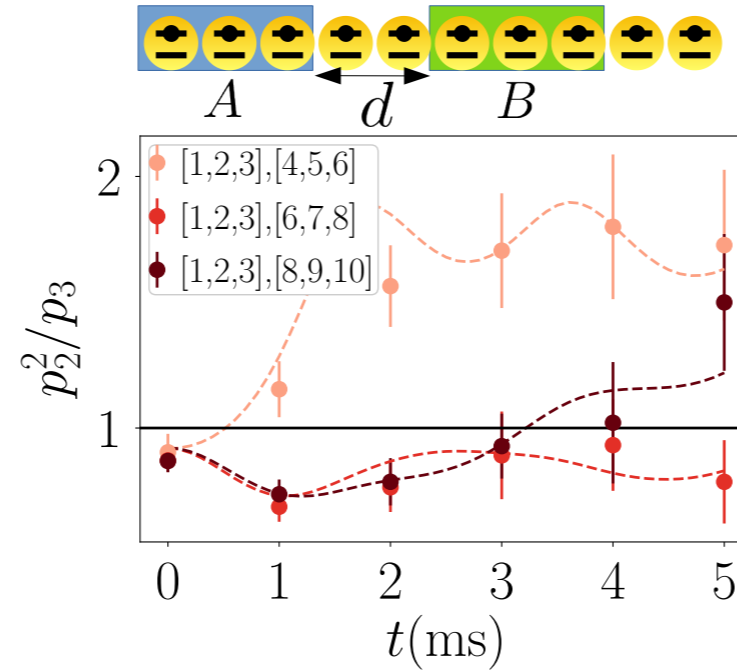 A d B
2
[1,2,3],[4,5,6]
[1,2,3],[6,7,8]
[1,2,3],[8,9,10]
p₂²/p₃
1
0 1 2 3 4 5
t(ms)